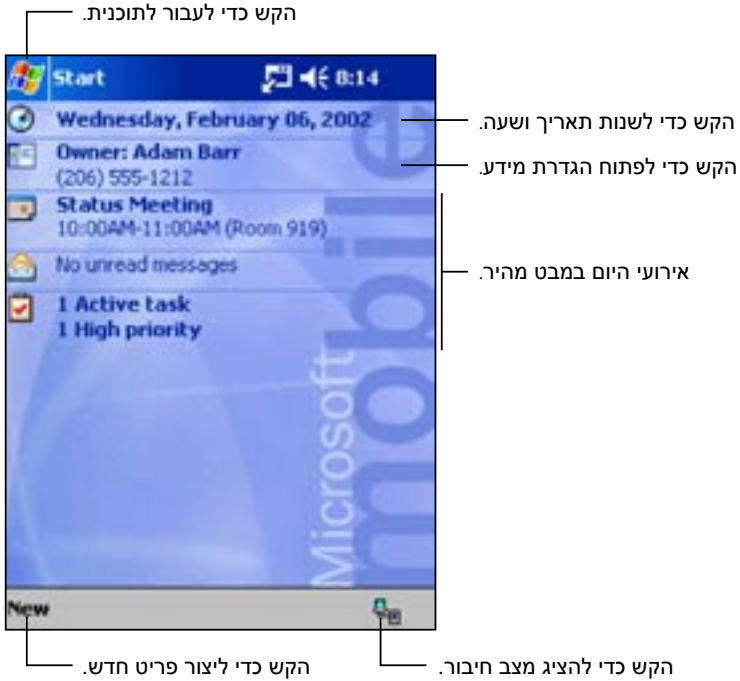 הקש כדי לעבור לתוכנית.
Start 8:14
Wednesday, February 06, 2002
הקש כדי לשנות תאריך ושעה.
Owner: Adam Barr
(206) 555-1212
הקש כדי לפתוח הגדרת מידע.
Status Meeting
10:00AM-11:00AM (Room 919)
No unread messages
אירועי היום במבט מהיר.
1 Active task
1 High priority
Microsoft
mobile
New
הקש כדי ליצור פריט חדש.
הקש כדי להציג מצב חיבור.